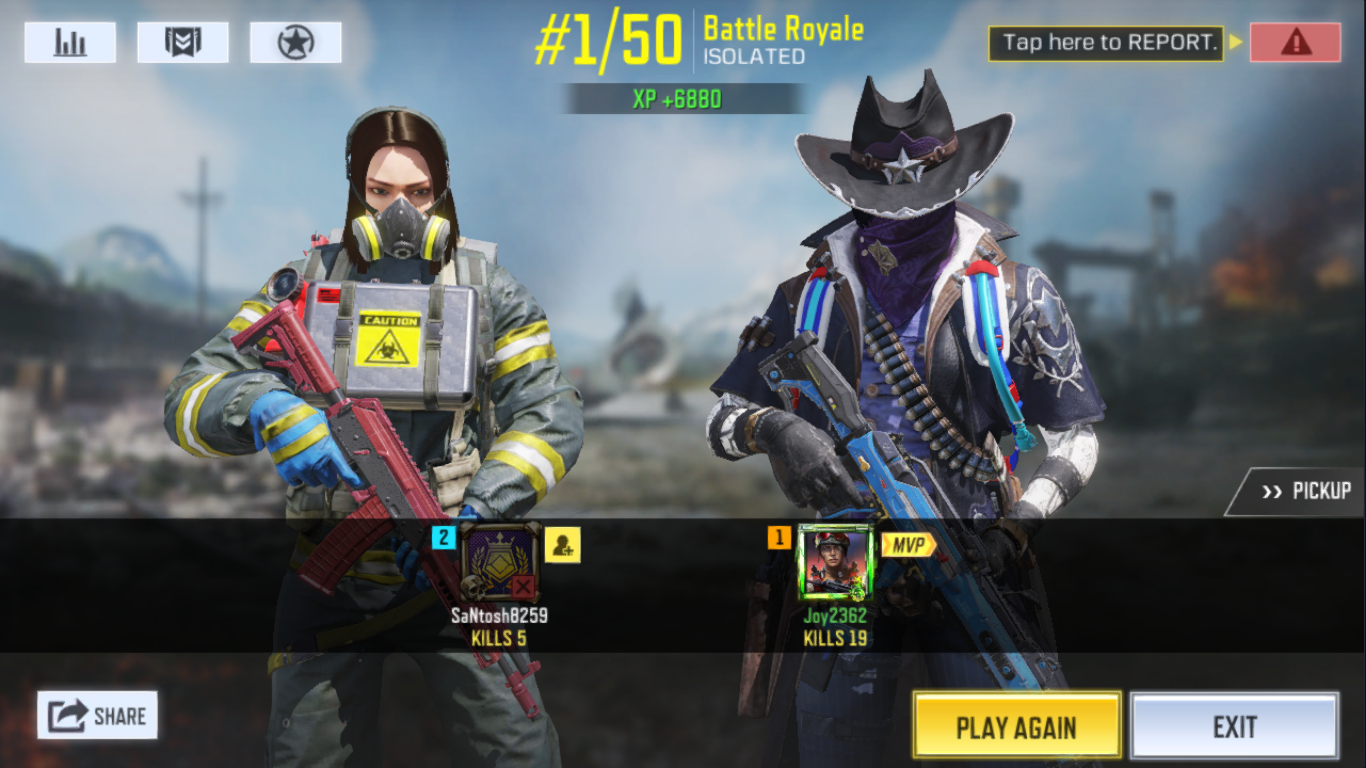 #1/50
Battle Royale
ISOLATED
Tap here to REPORT.
XP +6880
CAUTION
PICKUP
2
1
MVP
SaNtosh8259
KILLS 5
Joy2362
KILLS 19
SHARE
PLAY AGAIN
EXIT